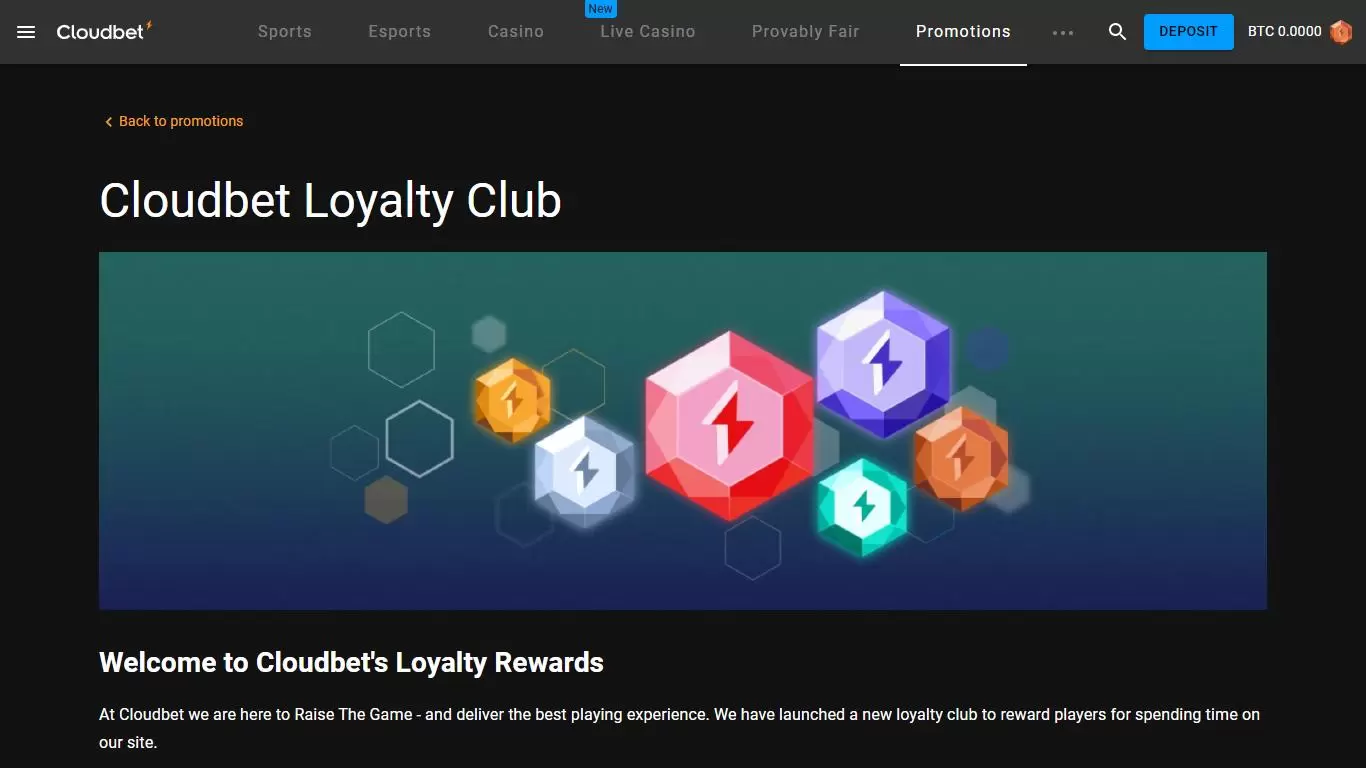 New
Cloudbet Sports Esports Casino Live Casino Provably Fair Promotions DEPOSIT BTC 0.0000
Back to promotions
Cloudbet Loyalty Club
Welcome to Cloudbet's Loyalty Rewards
At Cloudbet we are here to Raise The Game - and deliver the best playing experience. We have launched a new loyalty club to reward players for spending time on
our site.